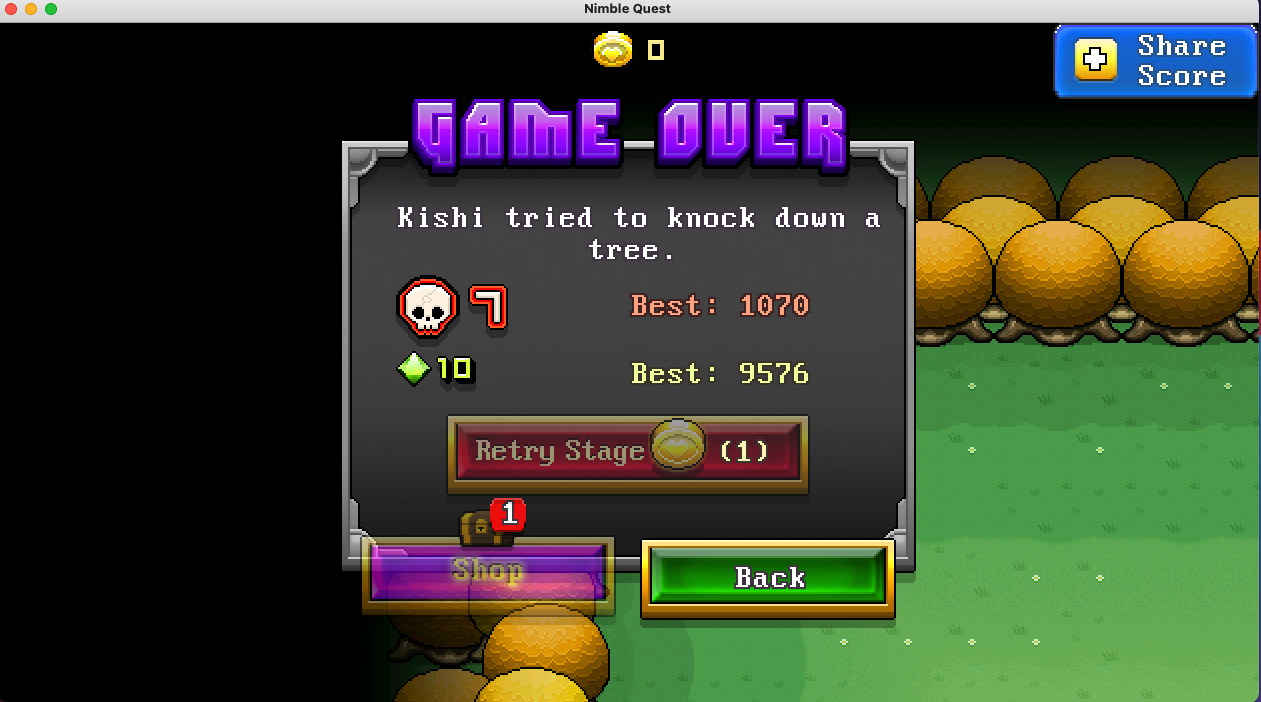 Nimble Quest
0
Share
Score
GAME OVER
Kishi tried to knock down a
tree.
7 Best: 1070
10 Best: 9576
Retry Stage (1)
1
Shop
Back